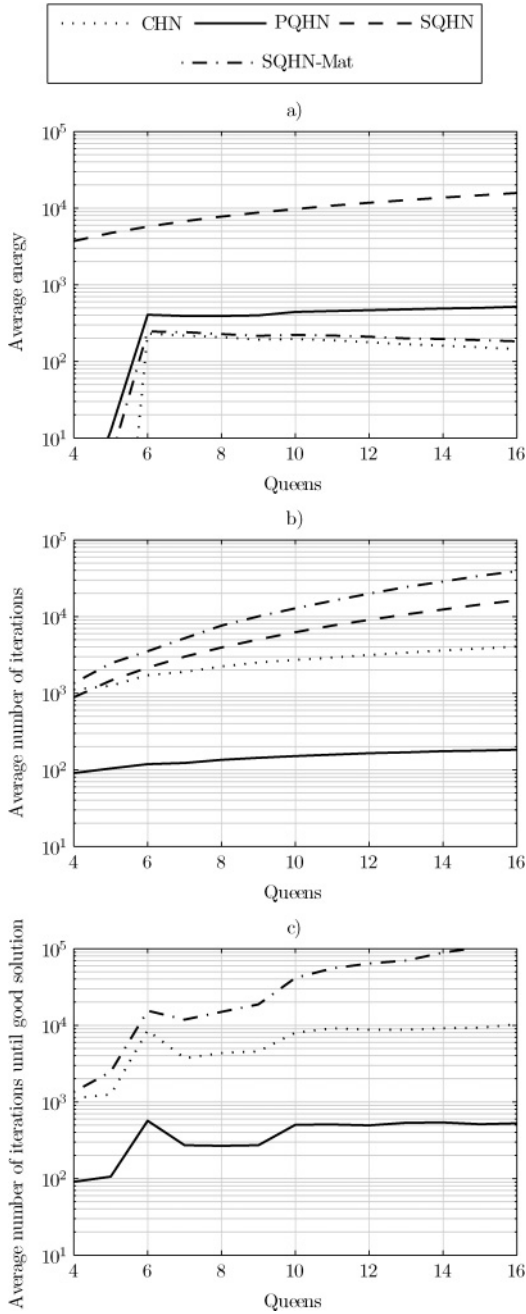 CHN PQHN SQHN
SQHN-Mat
a)
10^5
10^4
10^3
10^2
10^1
Average energy
4 6 8 10 12 14 16
Queens
b)
10^5
10^4
10^3
10^2
10^1
Average number of iterations
4 6 8 10 12 14 16
Queens
c)
10^5
10^4
10^3
10^2
10^1
Average number of iterations until good solution
4 6 8 10 12 14 16
Queens